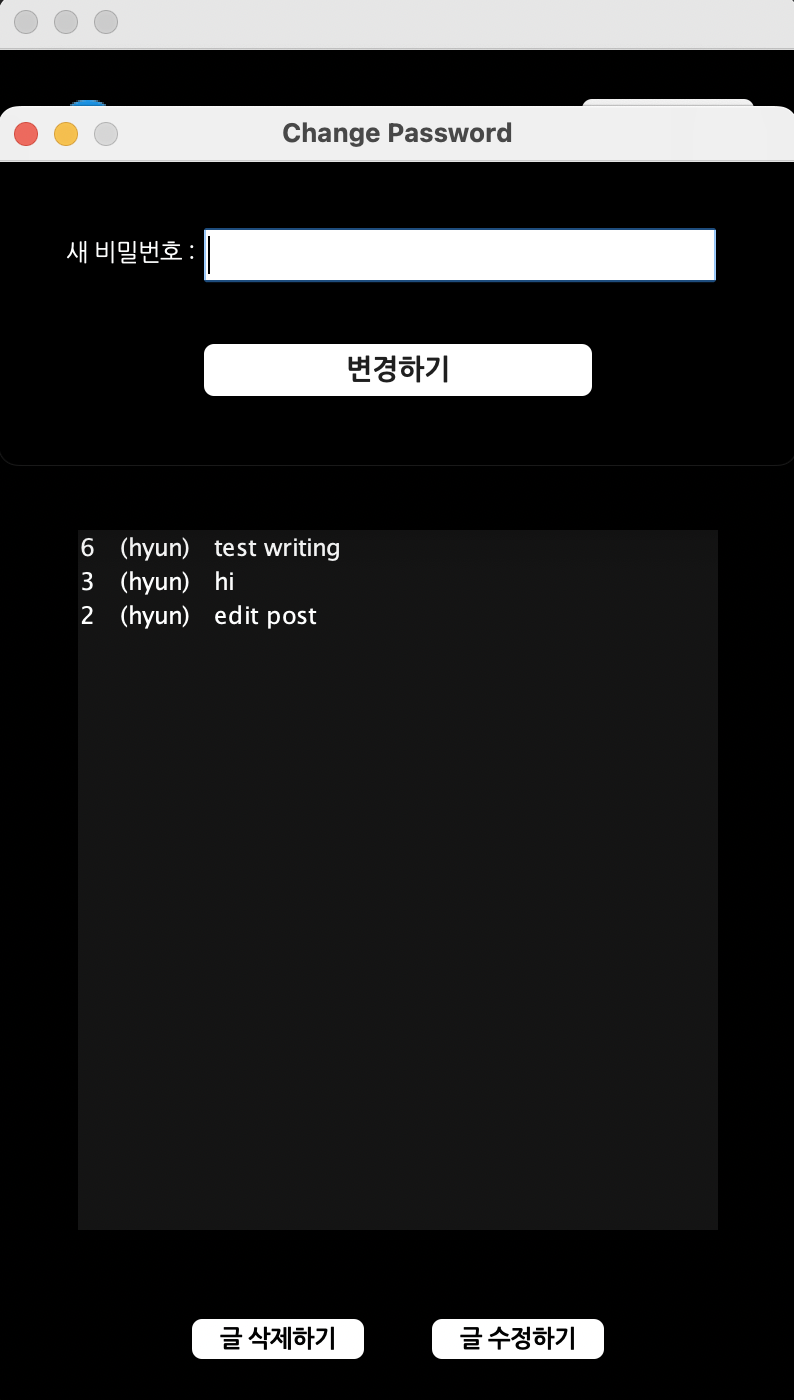 Change Password
새 비밀번호 :
변경하기
6 (hyun) test writing
3 (hyun) hi
2 (hyun) edit post
글 삭제하기 글 수정하기